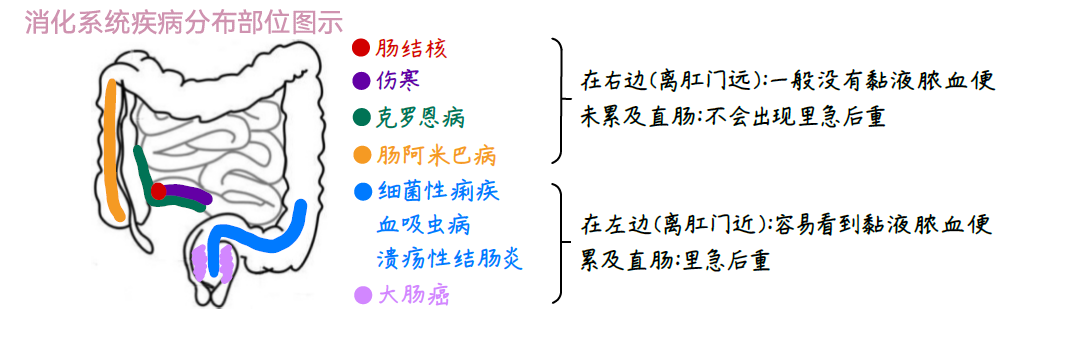 消化系统疾病分布部位图示
肠结核
伤寒
克罗恩病
肠阿米巴病
在右边(离肛门远):一般没有黏液脓血便
未累及直肠:不会出现里急后重
细菌性痢疾
血吸虫病
溃疡性结肠炎
大肠癌
在左边(离肛门近):容易看到黏液脓血便
累及直肠:里急后重